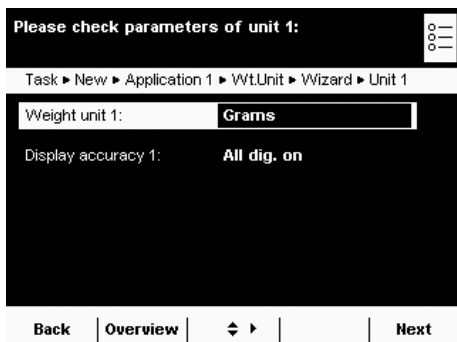 Please check parameters of unit 1:
Task ▸ New ▸ Application 1 ▸ Wt.Unit ▸ Wizard ▸ Unit 1
Weight unit 1: Grams
Display accuracy 1: All dig. on
Back Overview Next